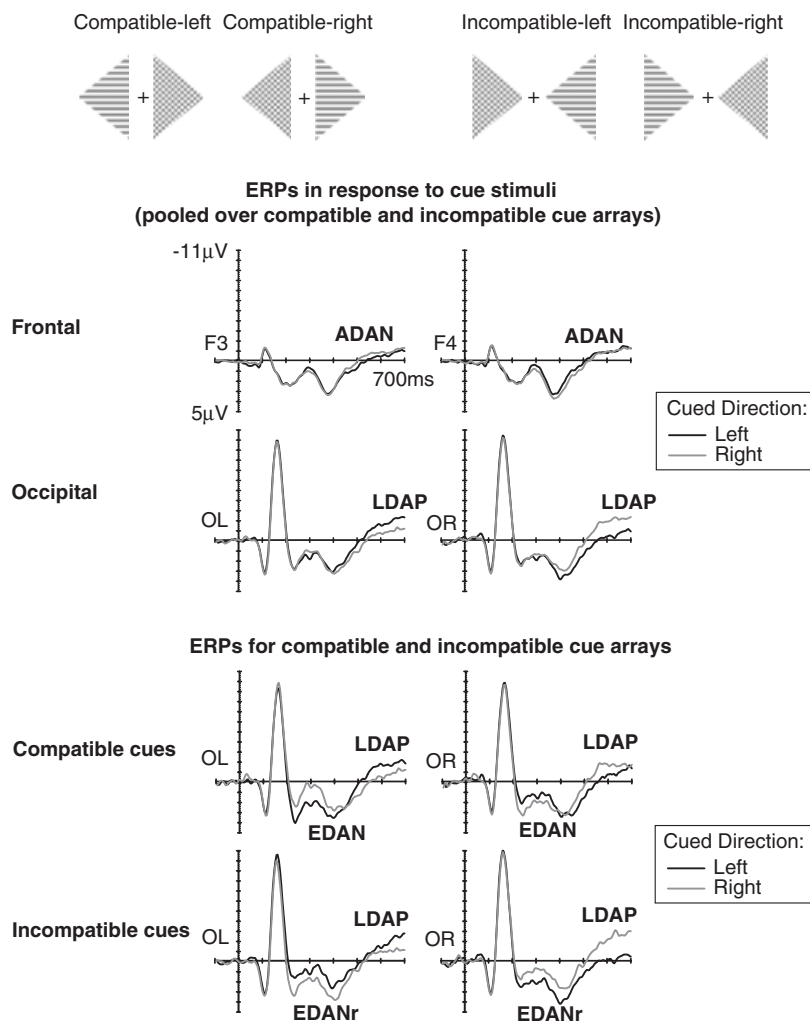 Compatible-left Compatible-right Incompatible-left Incompatible-right
+ + + +
ERPs in response to cue stimuli
(pooled over compatible and incompatible cue arrays)
-11μV
Frontal
F3 ADAN F4 ADAN
700ms
5μV
Cued Direction:
Left
Right
Occipital
OL LDAP OR LDAP
ERPs for compatible and incompatible cue arrays
Compatible cues
OL LDAP OR LDAP
EDAN EDAN
Cued Direction:
Left
Right
Incompatible cues
OL LDAP OR LDAP
EDANr EDANr